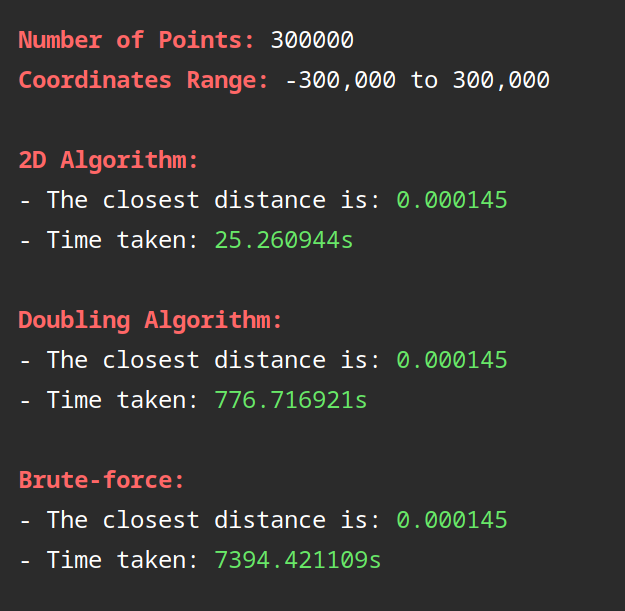 Number of Points: 300000
Coordinates Range: -300,000 to 300,000
2D Algorithm:
- The closest distance is: 0.000145
- Time taken: 25.260944s
Doubling Algorithm:
- The closest distance is: 0.000145
- Time taken: 776.716921s
Brute-force:
- The closest distance is: 0.000145
- Time taken: 7394.421109s